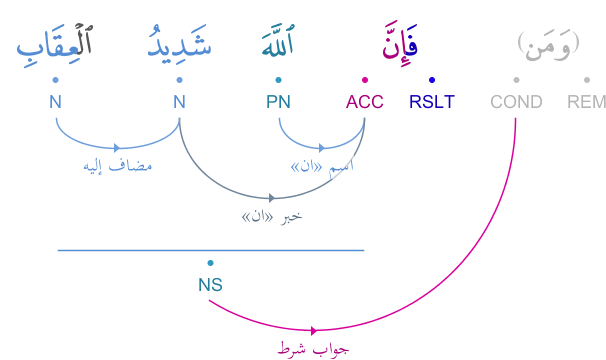 (وَمَن) فَإِنَّ ٱللَّهَ شَدِيدُ ٱلْعِقَابِ
REM COND RSLT ACC PN N N
مضاف إليه اسم «ان»
خبر «ان»
NS
جواب شرط